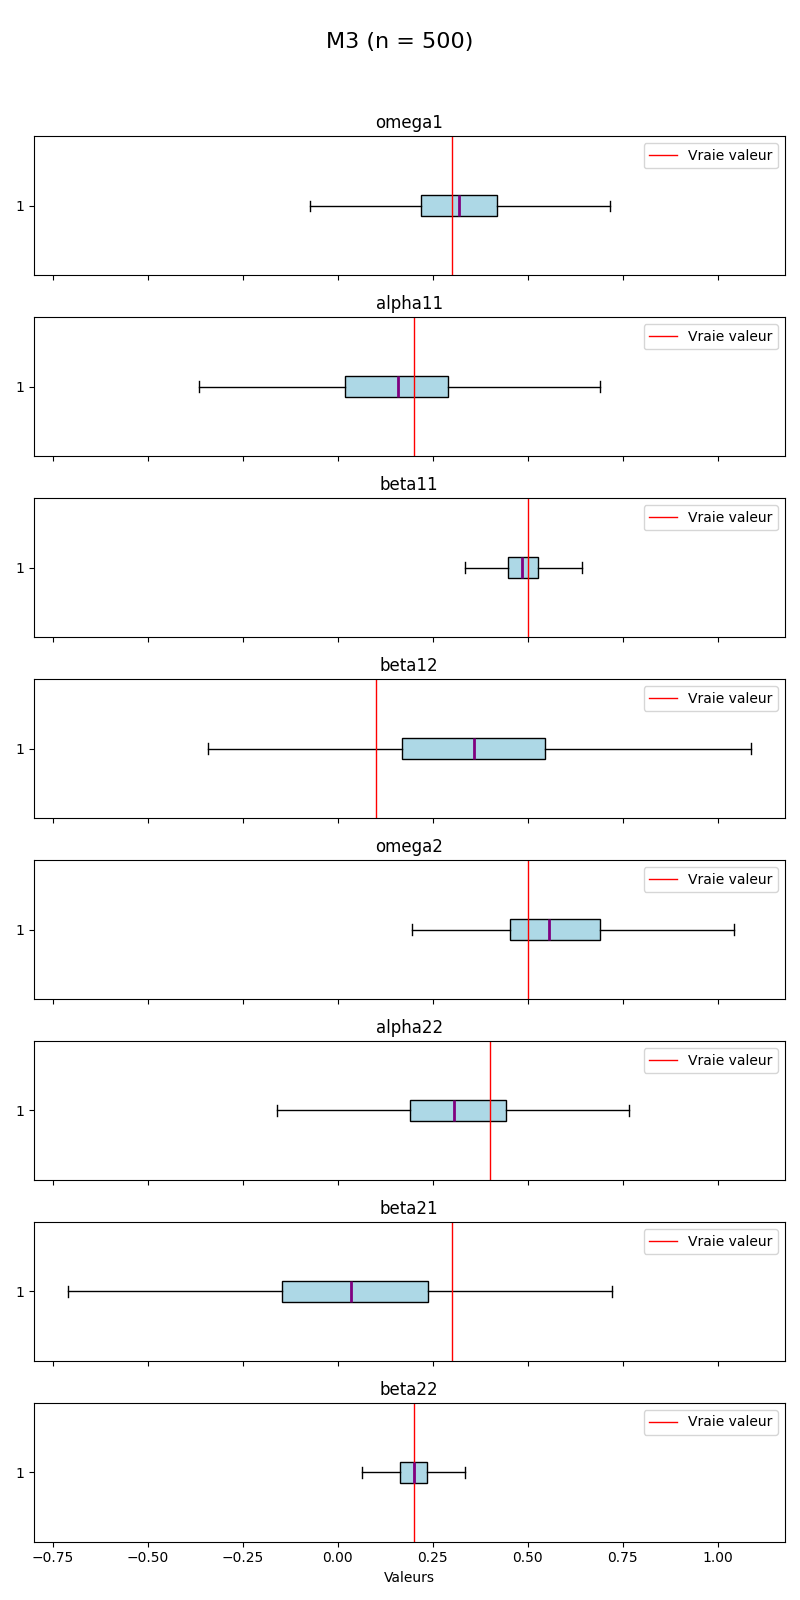 M3 (n = 500)
omega1
Vraie valeur
1
alpha11
Vraie valeur
1
beta11
Vraie valeur
1
beta12
Vraie valeur
1
omega2
Vraie valeur
1
alpha22
Vraie valeur
1
beta21
Vraie valeur
1
beta22
Vraie valeur
1
−0.75 −0.50 −0.25 0.00 0.25 0.50 0.75 1.00
Valeurs